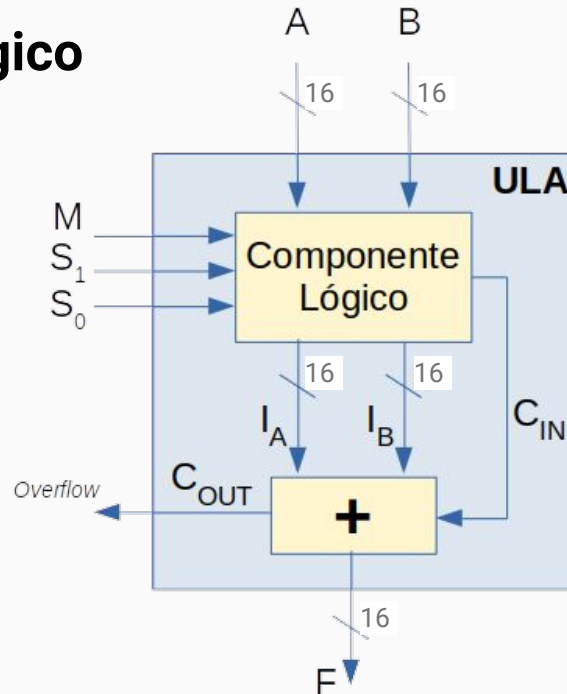 gico
A B
16 16
ULA
M
S1
S0
Componente
Lógico
16 16
IA IB CIN
Overflow
COUT
+
16
F